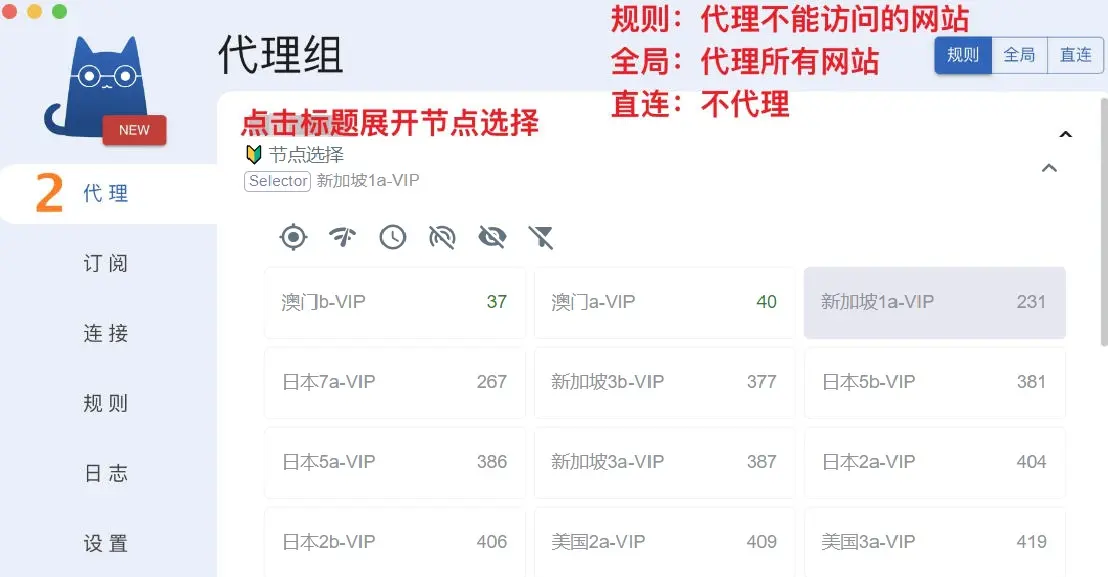 规则：代理不能访问的网站
代理组
规则 全局 直连
全局：代理所有网站
直连：不代理
点击标题展开节点选择
NEW
节点选择
Selector 新加坡1a-VIP
2 代理
订阅
连接
规则
日志
设置
澳门b-VIP 37
澳门a-VIP 40
新加坡1a-VIP 231
日本7a-VIP 267
新加坡3b-VIP 377
日本5b-VIP 381
日本5a-VIP 386
新加坡3a-VIP 387
日本2a-VIP 404
日本2b-VIP 406
美国2a-VIP 409
美国3a-VIP 419